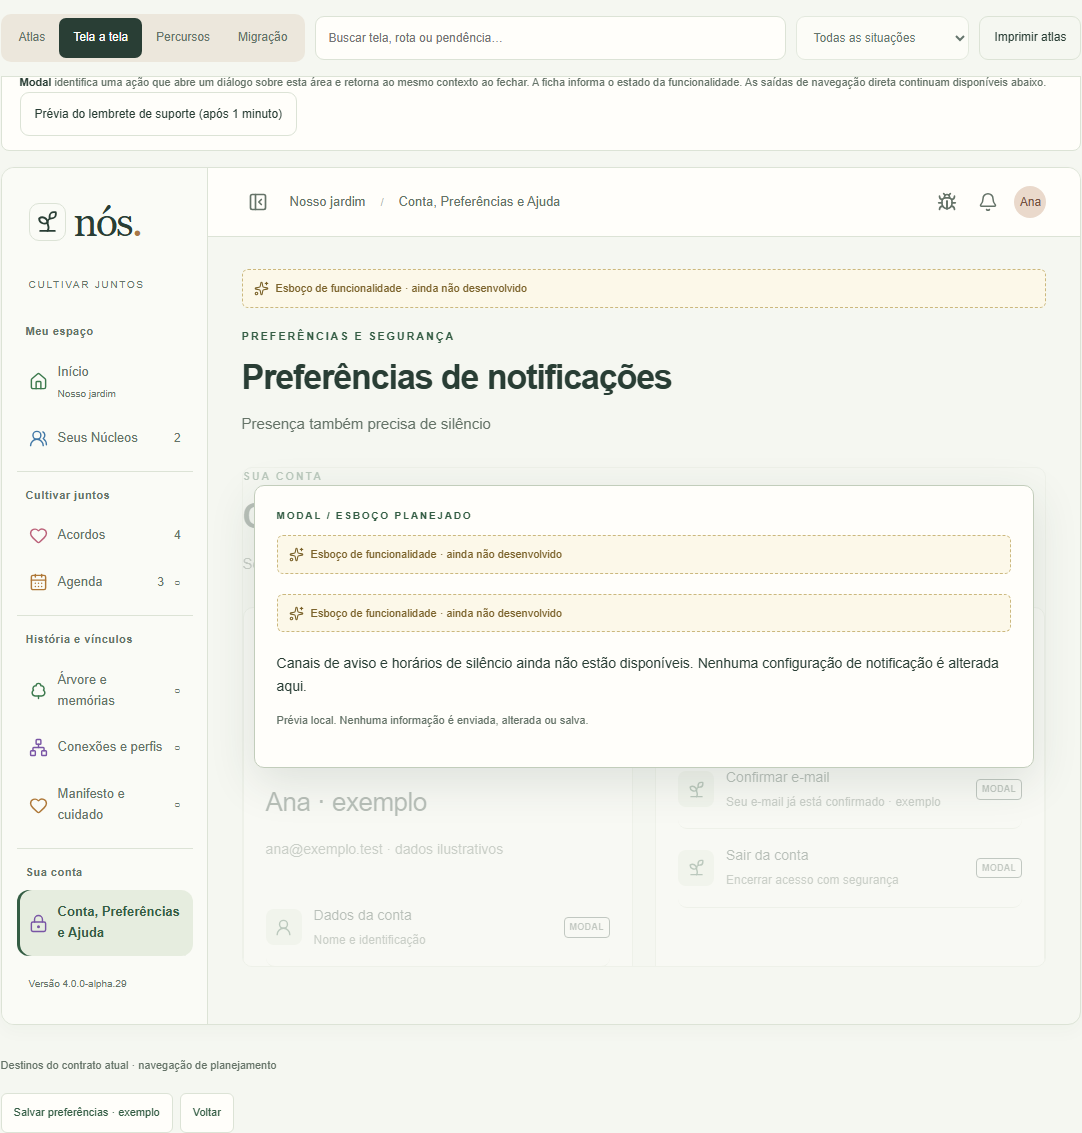 Atlas
Tela a tela
Percursos
Migração
Buscar tela, rota ou pendência...
Todas as situações
Imprimir atlas
Modal identifica uma ação que abre um diálogo sobre esta área e retorna ao mesmo contexto ao fechar. A ficha informa o estado da funcionalidade. As saídas de navegação direta continuam disponíveis abaixo.
Prévia do lembrete de suporte (após 1 minuto)
nós.
CULTIVAR JUNTOS
Meu espaço
Início
Nosso jardim
Seus Núcleos 2
Cultivar juntos
Acordos 4
Agenda 3
História e vínculos
Árvore e
memórias
Conexões e perfis
Manifesto e
cuidado
Sua conta
Conta, Preferências
e Ajuda
Versão 4.0.0-alpha.29
Nosso jardim / Conta, Preferências e Ajuda
Ana
Esboço de funcionalidade · ainda não desenvolvido
PREFERÊNCIAS E SEGURANÇA
Preferências de notificações
Presença também precisa de silêncio
SUA CONTA
MODAL / ESBOÇO PLANEJADO
Esboço de funcionalidade · ainda não desenvolvido
Esboço de funcionalidade · ainda não desenvolvido
Canais de aviso e horários de silêncio ainda não estão disponíveis. Nenhuma configuração de notificação é alterada
aqui.
Prévia local. Nenhuma informação é enviada, alterada ou salva.
Ana · exemplo
ana@exemplo.test · dados ilustrativos
Dados da conta
Nome e identificação
MODAL
Confirmar e-mail
Seu e-mail já está confirmado · exemplo
MODAL
Sair da conta
Encerrar acesso com segurança
MODAL
Destinos do contrato atual · navegação de planejamento
Salvar preferências · exemplo
Voltar